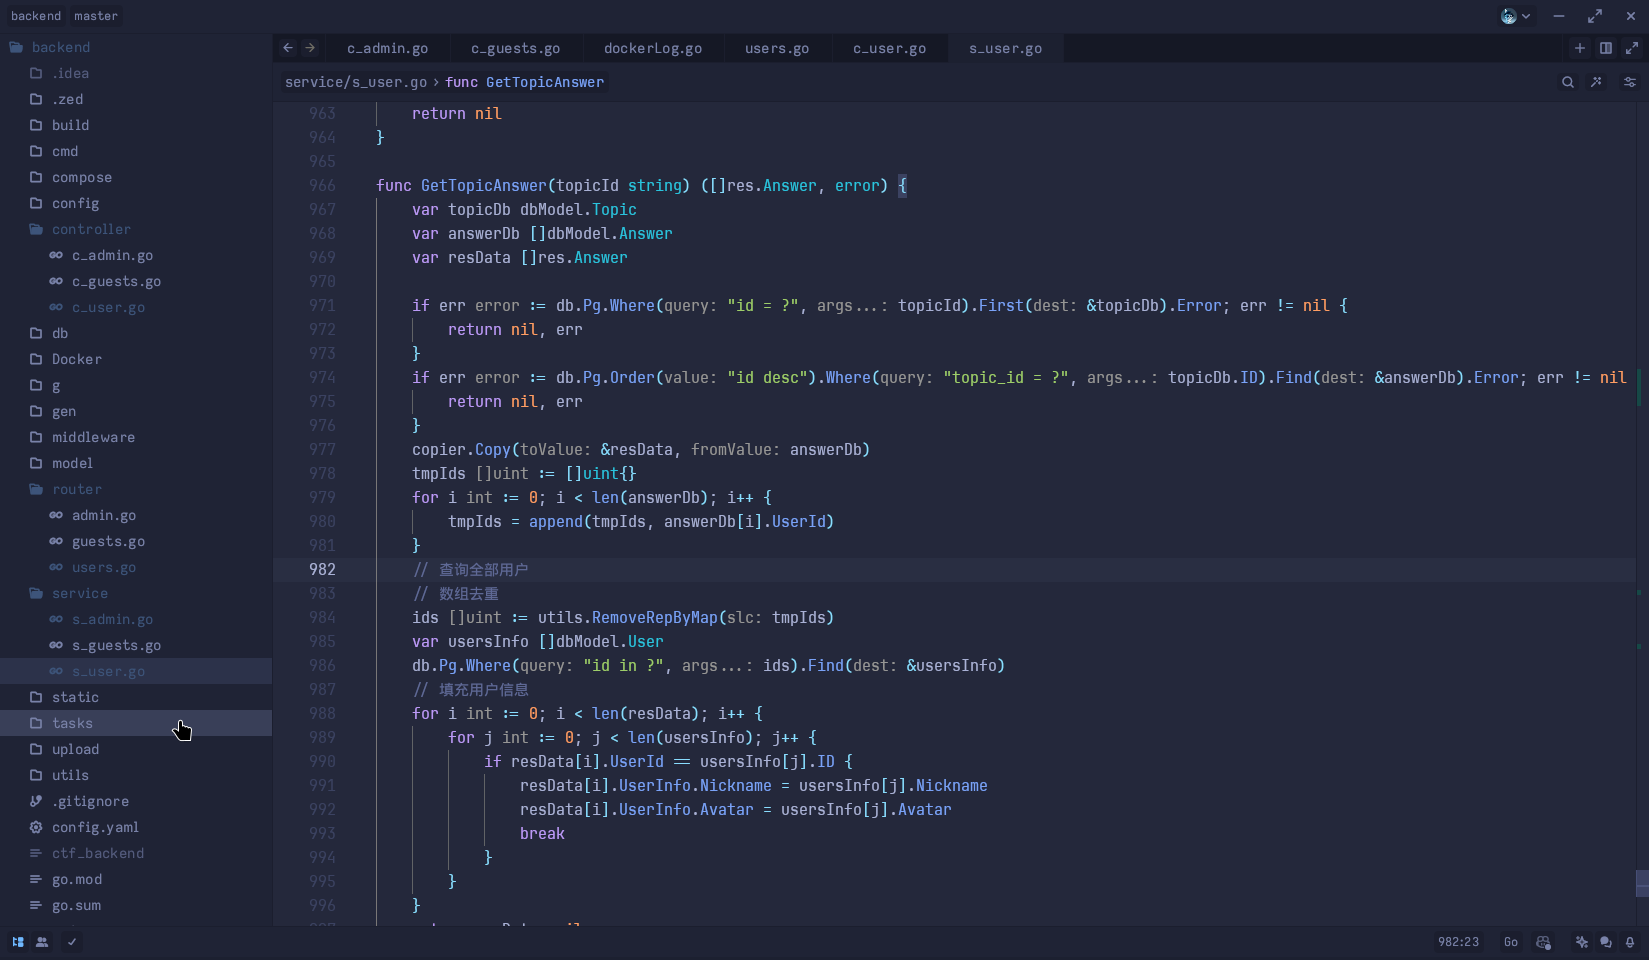 backend master
backend
.idea
.zed
build
cmd
compose
config
controller
c_admin.go
c_guests.go
c_user.go
db
Docker
g
gen
middleware
model
router
admin.go
guests.go
users.go
service
s_admin.go
s_guests.go
s_user.go
static
tasks
upload
utils
.gitignore
config.yaml
ctf_backend
go.mod
go.sum
c_admin.go c_guests.go dockerLog.go users.go c_user.go s_user.go
service/s_user.go › func GetTopicAnswer
963 return nil
964 }
965
966 func GetTopicAnswer(topicId string) ([]res.Answer, error) {
967 var topicDb dbModel.Topic
968 var answerDb []dbModel.Answer
969 var resData []res.Answer
970
971 if err error := db.Pg.Where(query: "id = ?", args...: topicId).First(dest: &topicDb).Error; err != nil {
972 return nil, err
973 }
974 if err error := db.Pg.Order(value: "id desc").Where(query: "topic_id = ?", args...: topicDb.ID).Find(dest: &answerDb).Error; err != nil
975 return nil, err
976 }
977 copier.Copy(toValue: &resData, fromValue: answerDb)
978 tmpIds []uint := []uint{}
979 for i int := 0; i < len(answerDb); i++ {
980 tmpIds = append(tmpIds, answerDb[i].UserId)
981 }
982 // 查询全部用户
983 // 数组去重
984 ids []uint := utils.RemoveRepByMap(slc: tmpIds)
985 var usersInfo []dbModel.User
986 db.Pg.Where(query: "id in ?", args...: ids).Find(dest: &usersInfo)
987 // 填充用户信息
988 for i int := 0; i < len(resData); i++ {
989 for j int := 0; j < len(usersInfo); j++ {
990 if resData[i].UserId == usersInfo[j].ID {
991 resData[i].UserInfo.Nickname = usersInfo[j].Nickname
992 resData[i].UserInfo.Avatar = usersInfo[j].Avatar
993 break
994 }
995 }
996 }
982:23 Go